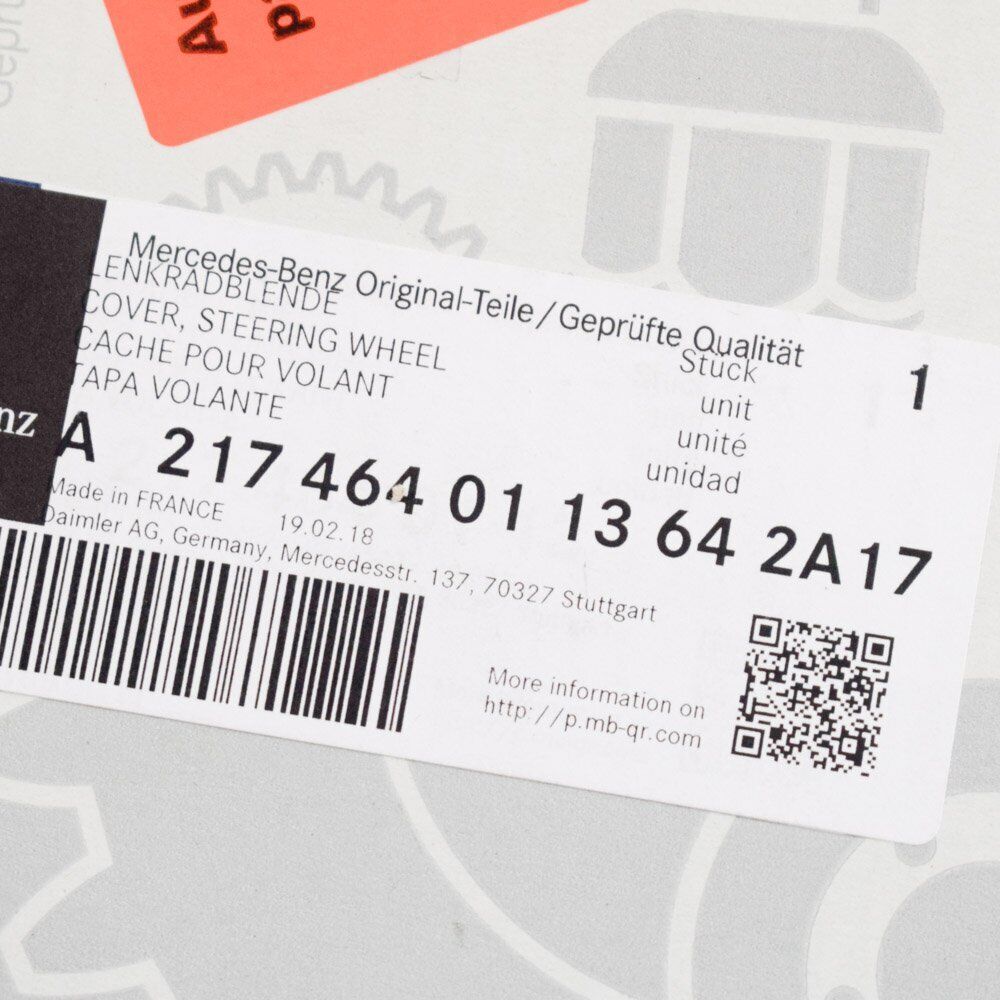 Mercedes-Benz Original-Teile/Geprüfte Qualität
LENKRADBLENDE
COVER, STEERING WHEEL
CACHE POUR VOLANT
TAPA VOLANTE
Stück 1
unit
unité
unidad
nz
A 217 464 01 13 64 2A17
Made in FRANCE 19.02.18
Daimler AG, Germany, Mercedesstr. 137, 70327 Stuttgart
More information on
http://p.mb-qr.com